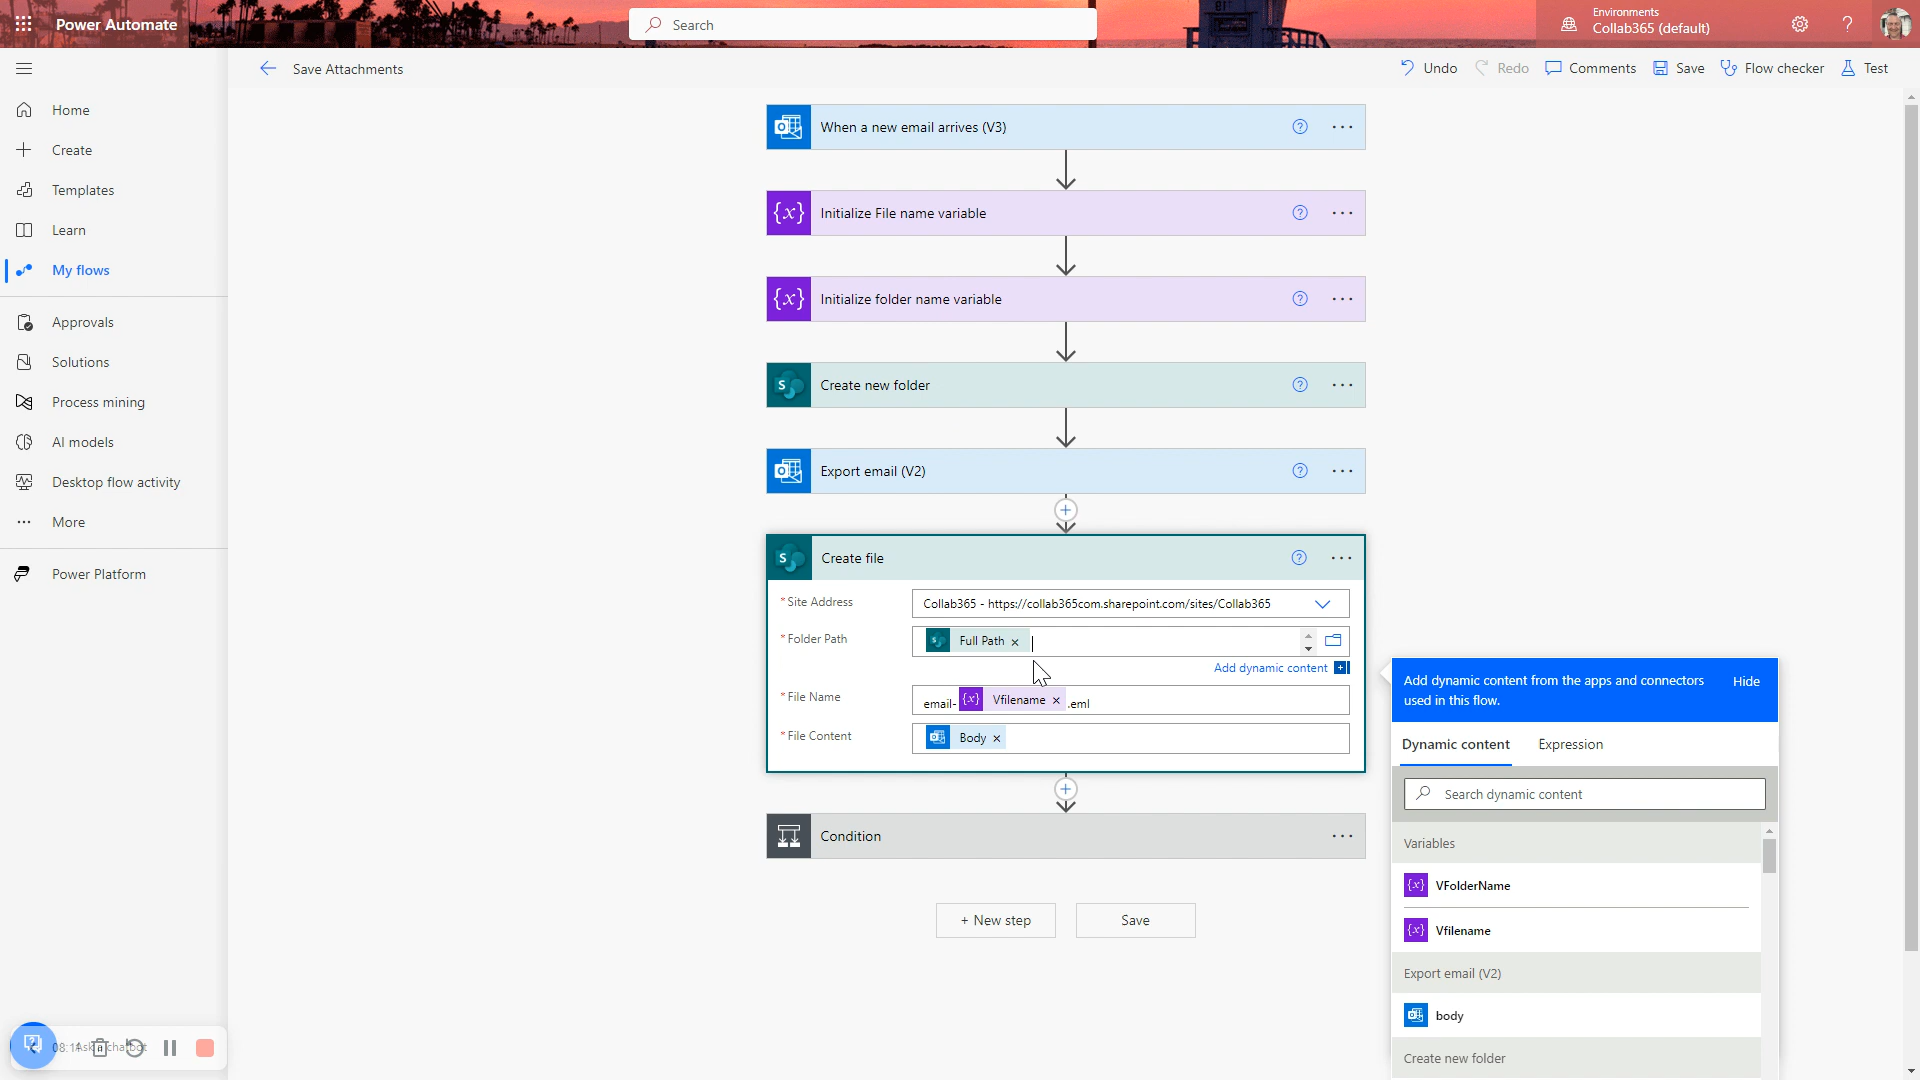 Power Automate
Search
Environments
Collab365 (default)
?
Save Attachments
Undo
Redo
Comments
Save
Flow checker
Test
Home
Create
Templates
Learn
My flows
Approvals
Solutions
Process mining
AI models
Desktop flow activity
More
Power Platform
When a new email arrives (V3)
Initialize File name variable
Initialize folder name variable
Create new folder
Export email (V2)
Create file
* Site Address
Collab365 - https://collab365com.sharepoint.com/sites/Collab365
* Folder Path
Full Path
Add dynamic content
* File Name
email- Vfilename .eml
* File Content
Body
Condition
+ New step
Save
Add dynamic content from the apps and connectors
used in this flow.
Hide
Dynamic content
Expression
Search dynamic content
Variables
VFolderName
Vfilename
Export email (V2)
body
Create new folder